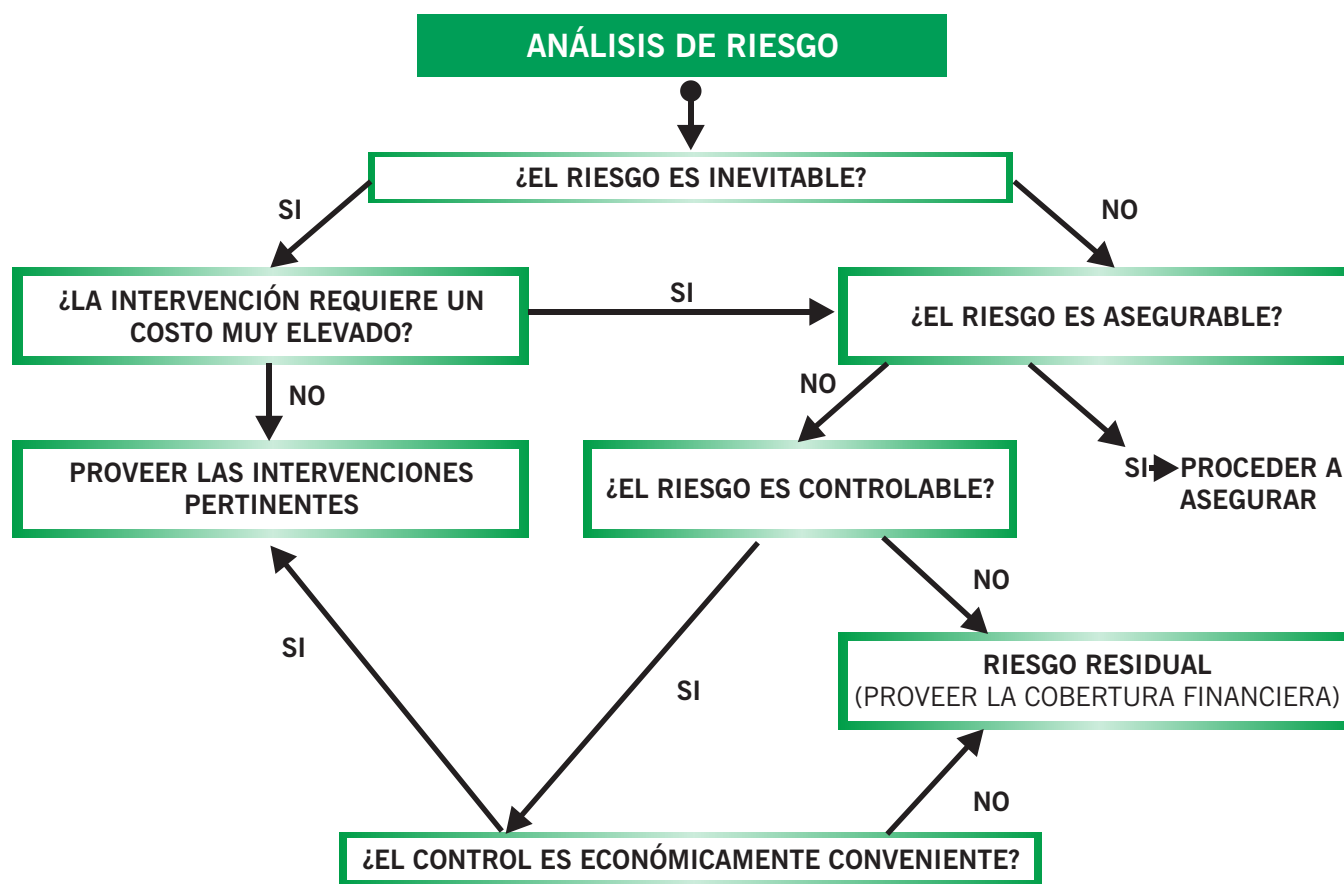 ANÁLISIS DE RIESGO
¿EL RIESGO ES INEVITABLE?
SI
NO
¿LA INTERVENCIÓN REQUIERE UN
COSTO MUY ELEVADO?
SI
¿EL RIESGO ES ASEGURABLE?
NO
NO
PROVEER LAS INTERVENCIONES
PERTINENTES
¿EL RIESGO ES CONTROLABLE?
SI
PROCEDER A
ASEGURAR
NO
SI
SI
RIESGO RESIDUAL
(PROVEER LA COBERTURA FINANCIERA)
NO
¿EL CONTROL ES ECONÓMICAMENTE CONVENIENTE?